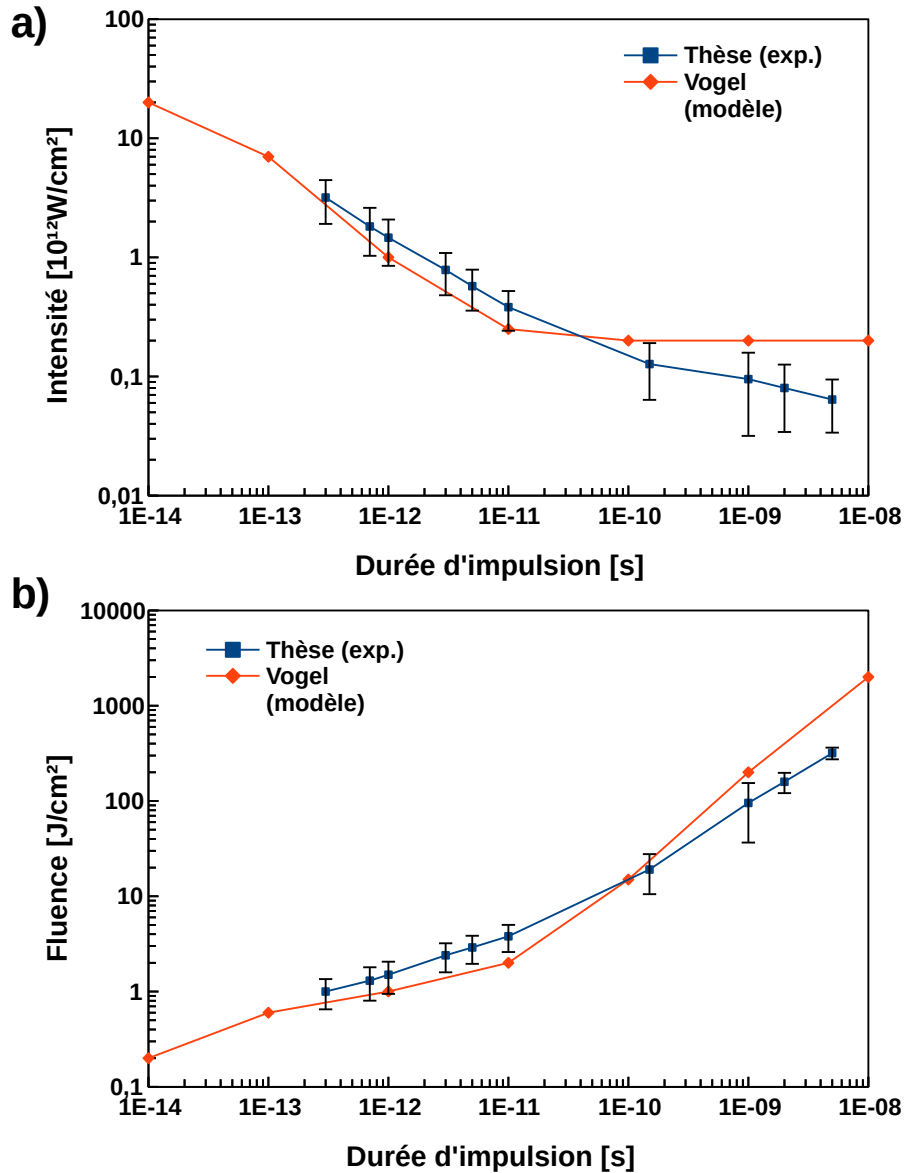 a)
100
10
1
0,1
0,01
Intensité [10¹²W/cm²]
Thèse (exp.)
Vogel
(modèle)
1E-14 1E-13 1E-12 1E-11 1E-10 1E-09 1E-08
Durée d'impulsion [s]
b)
10000
1000
100
10
1
0,1
Fluence [J/cm²]
Thèse (exp.)
Vogel
(modèle)
1E-14 1E-13 1E-12 1E-11 1E-10 1E-09 1E-08
Durée d'impulsion [s]